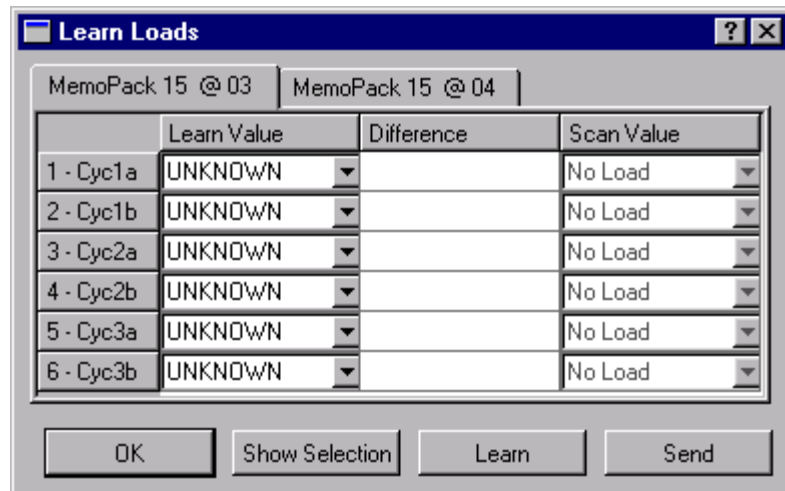 Learn Loads
MemoPack 15 @ 03 MemoPack 15 @ 04
Learn Value Difference Scan Value
1 - Cyc1a UNKNOWN No Load
2 - Cyc1b UNKNOWN No Load
3 - Cyc2a UNKNOWN No Load
4 - Cyc2b UNKNOWN No Load
5 - Cyc3a UNKNOWN No Load
6 - Cyc3b UNKNOWN No Load
OK Show Selection Learn Send